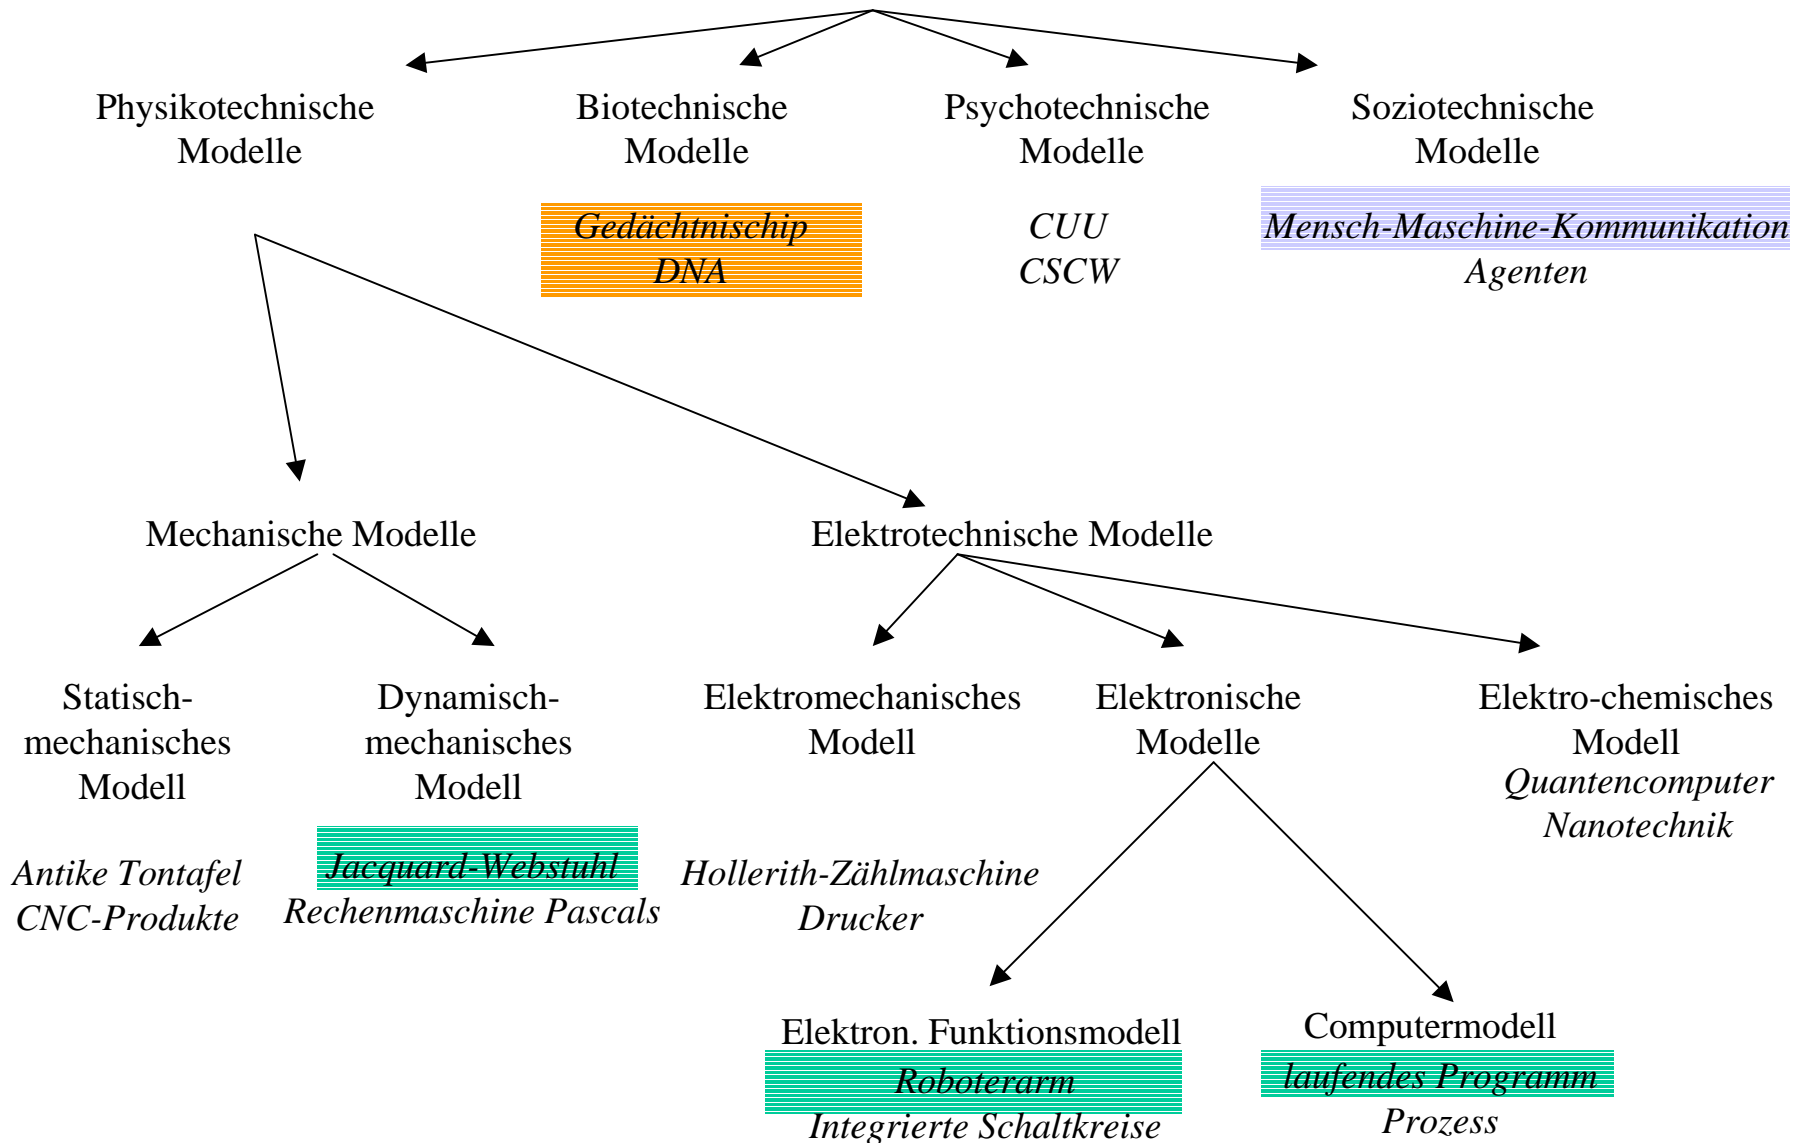 Physikotechnische
Modelle
Biotechnische
Modelle
Psychotechnische
Modelle
Soziotechnische
Modelle
Gedächtnischip
DNA
CUU
CSCW
Mensch-Maschine-Kommunikation
Agenten
Mechanische Modelle
Elektrotechnische Modelle
Statisch-
mechanisches
Modell
Dynamisch-
mechanisches
Modell
Elektromechanisches
Modell
Elektronische
Modelle
Elektro-chemisches
Modell
Quantencomputer
Nanotechnik
Antike Tontafel
CNC-Produkte
Jacquard-Webstuhl
Rechenmaschine Pascals
Hollerith-Zählmaschine
Drucker
Elektron. Funktionsmodell
Roboterarm
Integrierte Schaltkreise
Computermodell
laufendes Programm
Prozess